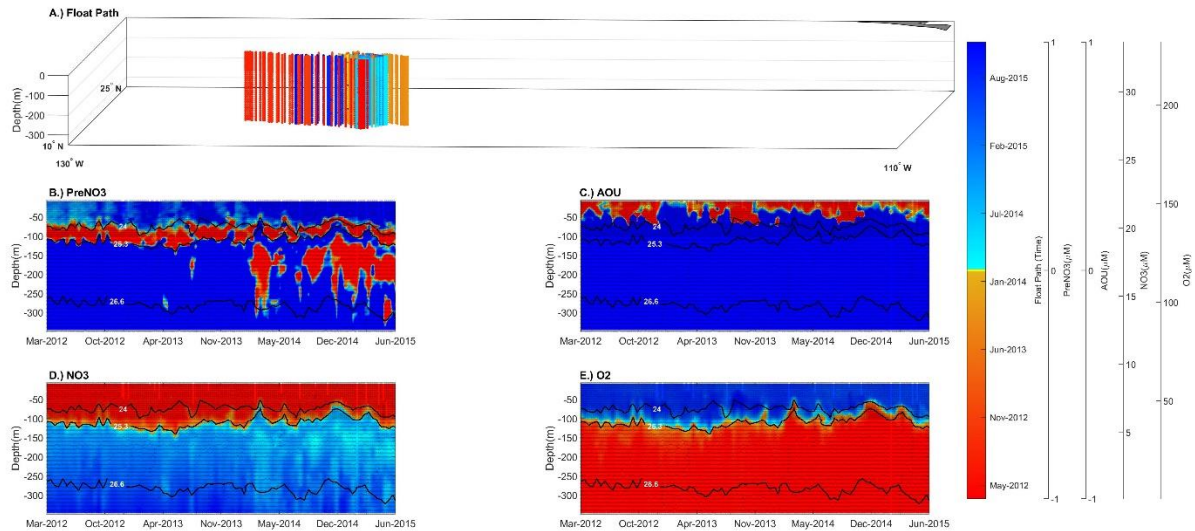 A.) Float Path
0
-100
-200
-300
Depth(m)
25° N
10° N
130° W
110° W
B.) PreNO3
-50
-100
-150
-200
-250
-300
Depth(m)
24
25.3
26.6
Mar-2012 Oct-2012 Apr-2013 Nov-2013 May-2014 Dec-2014 Jun-2015
C.) AOU
-50
-100
-150
-200
-250
-300
Depth(m)
24
25.3
26.6
Mar-2012 Oct-2012 Apr-2013 Nov-2013 May-2014 Dec-2014 Jun-2015
D.) NO3
-50
-100
-150
-200
-250
-300
Depth(m)
24
25.3
26.6
Mar-2012 Oct-2012 Apr-2013 Nov-2013 May-2014 Dec-2014 Jun-2015
E.) O2
-50
-100
-150
-200
-250
-300
Depth(m)
24
26.6
Mar-2012 Oct-2012 Apr-2013 Nov-2013 May-2014 Dec-2014 Jun-2015
Aug-2015
Feb-2015
Jul-2014
Jan-2014
Jun-2013
Nov-2012
May-2012
Float Path (Time)
1
0
-1
PreNO3(μM)
1
0
-1
AOU(μM)
30
25
20
15
10
5
NO3(μM)
200
150
100
50
O2(μM)